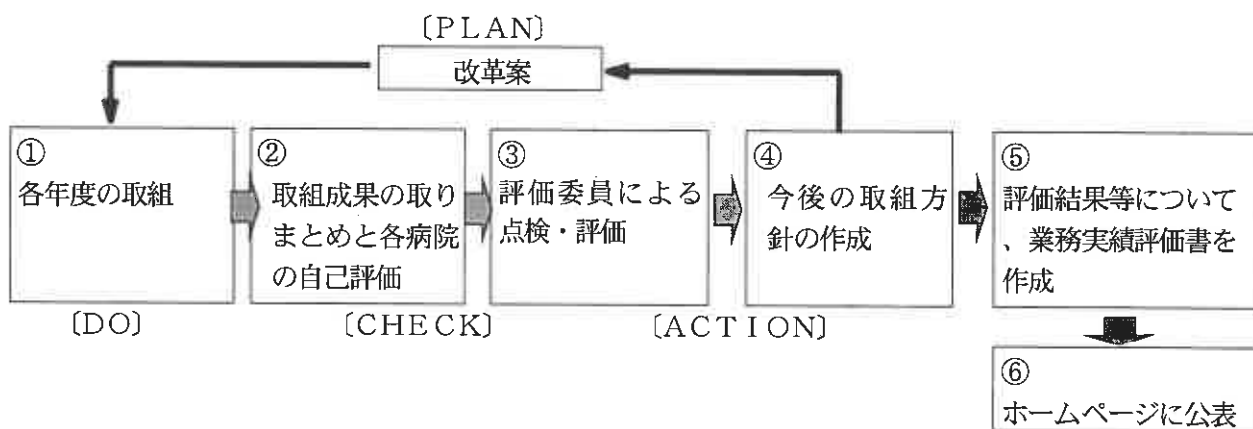 〔PLAN〕
改革案
①
各年度の取組
②
取組成果の取り
まとめと各病院
の自己評価
③
評価委員による
点検・評価
④
今後の取組方
針の作成
⑤
評価結果等について
、業務実績評価書を
作成
〔DO〕
〔CHECK〕
〔ACTION〕
⑥
ホームページに公表